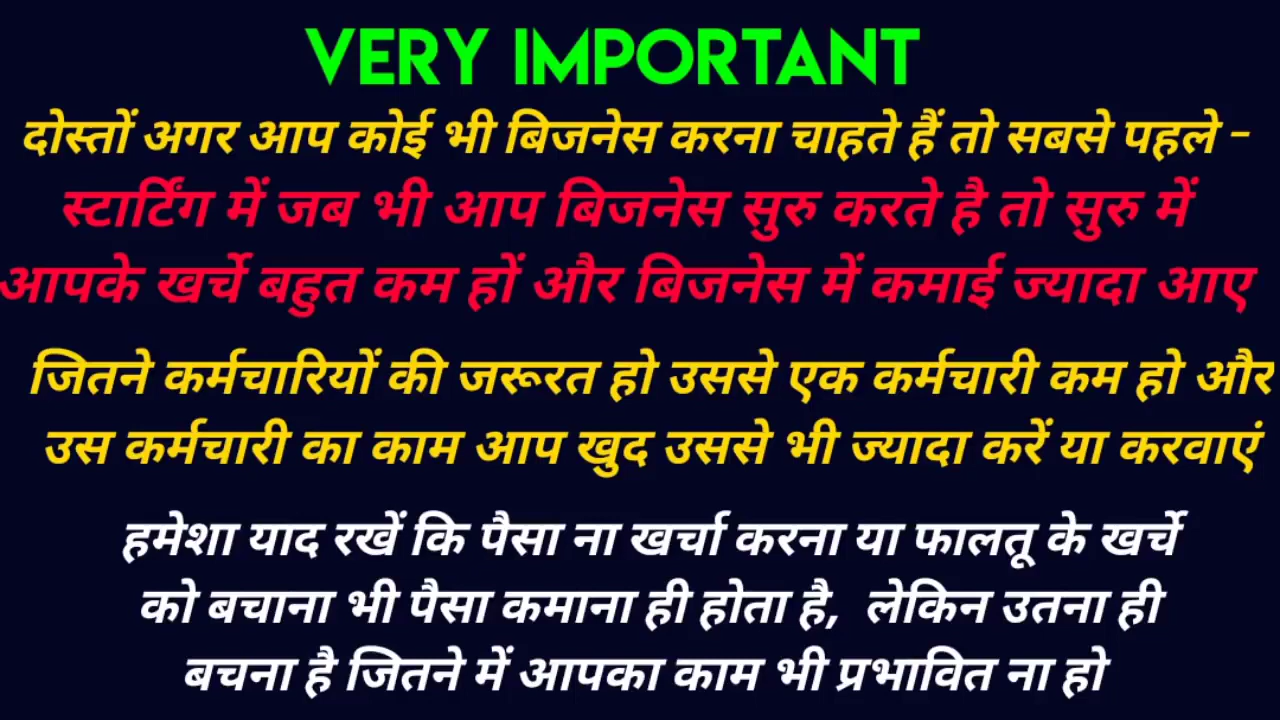 VERY IMPORTANT
दोस्तों अगर आप कोई भी बिजनेस करना चाहते हैं तो सबसे पहले -
स्टार्टिंग में जब भी आप बिजनेस सुरु करते है तो सुरु में
आपके खर्चे बहुत कम हों और बिजनेस में कमाई ज्यादा आए
जितने कर्मचारियों की जरूरत हो उससे एक कर्मचारी कम हो और
उस कर्मचारी का काम आप खुद उससे भी ज्यादा करें या करवाएं
हमेशा याद रखें कि पैसा ना खर्चा करना या फालतू के खर्चे
को बचाना भी पैसा कमाना ही होता है, लेकिन उतना ही
बचना है जितने में आपका काम भी प्रभावित ना हो